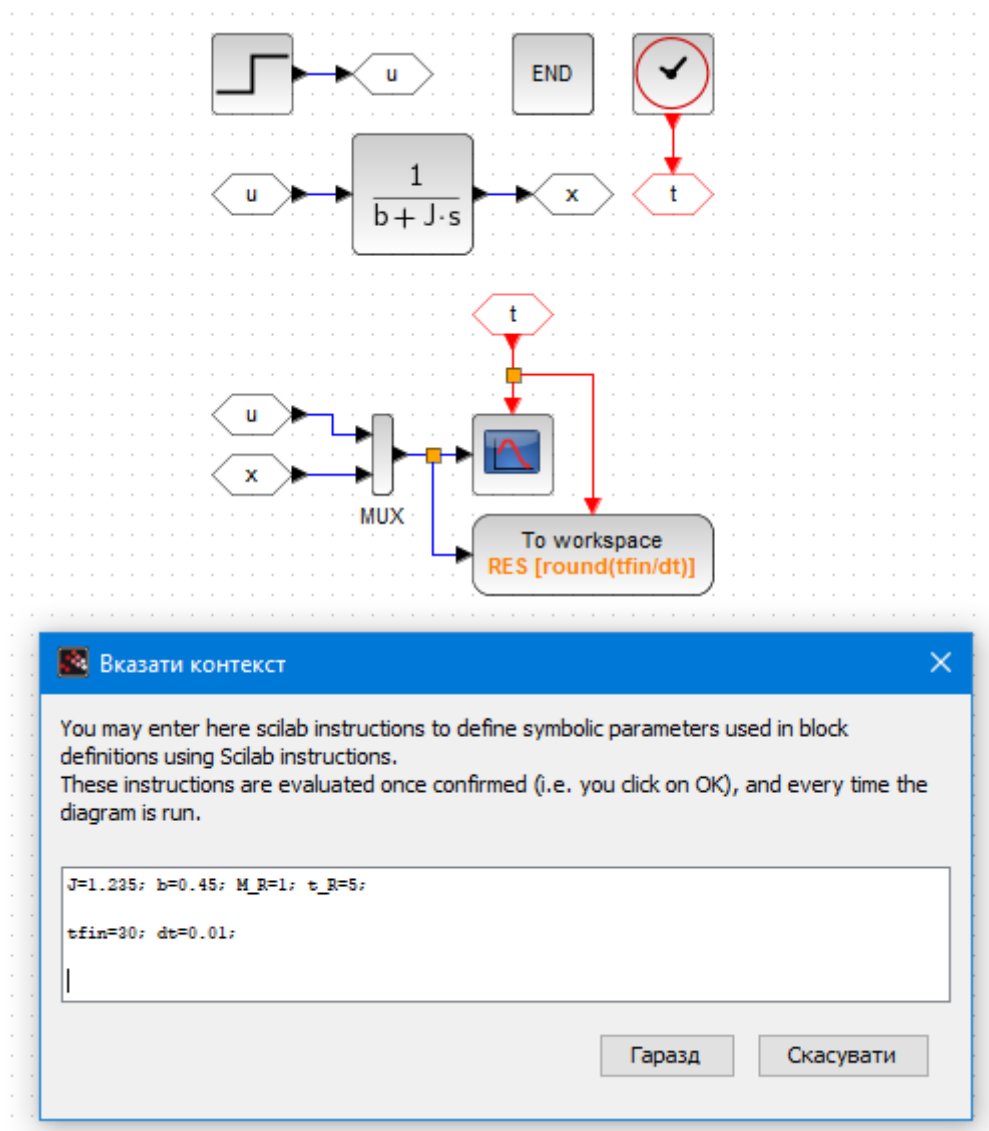 u
END
u
1
b+ J·s
x
t
t
u
x
MUX
To workspace
RES [round(tfin/dt)]
Вказати контекст
You may enter here scilab instructions to define symbolic parameters used in block
definitions using Scilab instructions.
These instructions are evaluated once confirmed (i.e. you click on OK), and every time the
diagram is run.
J=1.235; b=0.45; M_R=1; t_R=5;
tfin=30; dt=0.01;
Гаразд
Скасувати